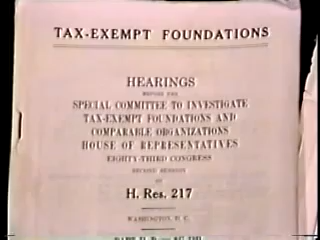 TAX-EXEMPT FOUNDATIONS
HEARINGS
BEFORE THE
SPECIAL COMMITTEE TO INVESTIGATE
TAX-EXEMPT FOUNDATIONS AND
COMPARABLE ORGANIZATIONS
HOUSE OF REPRESENTATIVES
EIGHTY-THIRD CONGRESS
SECOND SESSION
ON
H. Res. 217
WASHINGTON, D. C.